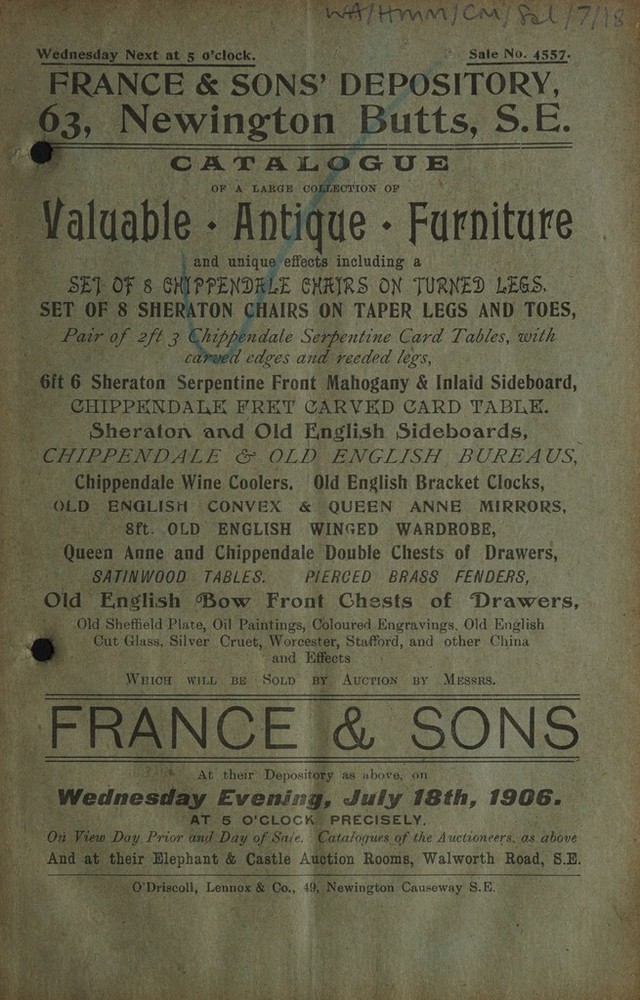 WA/HMM/CM/Sal/7/18
Wednesday Next at 5 o'clock. Sale No. 4557.
FRANCE & SONS' DEPOSITORY,
63, Newington Butts, S.E.
CATALOGUE
OF A LARGE COLLECTION OF
Valuable · Antique · Furniture
and unique effects including a
SET OF 8 CHIPPENDALE CHAIRS ON TURNED LEGS.
SET OF 8 SHERATON CHAIRS ON TAPER LEGS AND TOES,
Pair of 2ft 3 Chippendale Serpentine Card Tables, with
carved edges and reeded legs,
6ft 6 Sheraton Serpentine Front Mahogany & Inlaid Sideboard,
CHIPPENDALE FRET CARVED CARD TABLE.
Sheraton and Old English Sideboards,
CHIPPENDALE & OLD ENGLISH BUREAUS,
Chippendale Wine Coolers. Old English Bracket Clocks,
OLD ENGLISH CONVEX & QUEEN ANNE MIRRORS,
8ft. OLD ENGLISH WINGED WARDROBE,
Queen Anne and Chippendale Double Chests of Drawers,
SATINWOOD TABLES. PIERCED BRASS FENDERS,
Old English Bow Front Chests of Drawers,
Old Sheffield Plate, Oil Paintings, Coloured Engravings, Old English
Cut Glass, Silver Cruet, Worcester, Stafford, and other China
and Effects
WHICH WILL BE SOLD BY AUCTION BY MESSRS.
FRANCE & SONS
At their Depository as above, on
Wednesday Evening, July 18th, 1906.
AT 5 O'CLOCK PRECISELY.
On View Day Prior and Day of Sale. Catalogues of the Auctioneers, as above
And at their Elephant & Castle Auction Rooms, Walworth Road, S.E.
O'Driscoll, Lennox & Co., 49, Newington Causeway S.E.